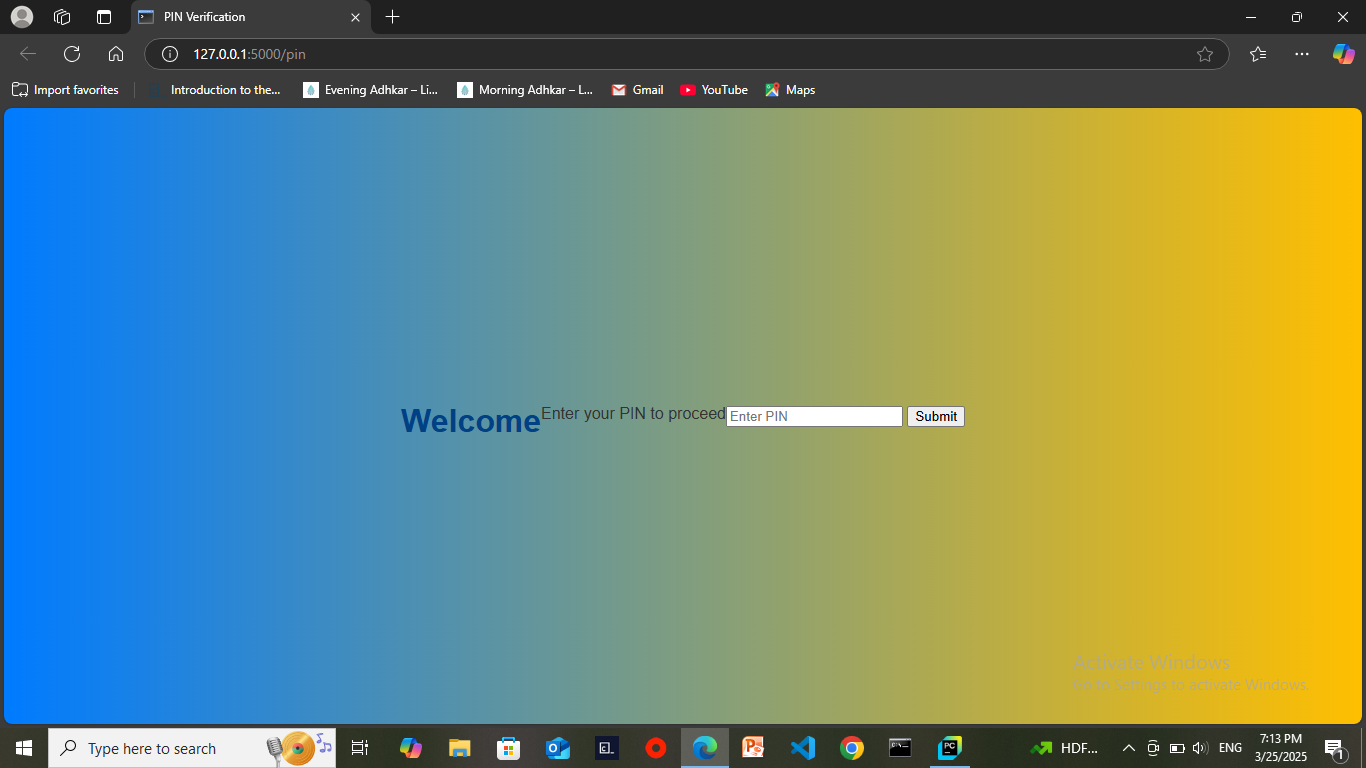 PIN Verification
127.0.0.1:5000/pin
Import favorites
Introduction to the...
Evening Adhkar – Li...
Morning Adhkar – L...
Gmail
YouTube
Maps
Welcome
Enter your PIN to proceed
Enter PIN
Submit
Activate Windows
Go to Settings to activate Windows.
Type here to search
PC
HDF...
ENG
7:13 PM
3/25/2025
1